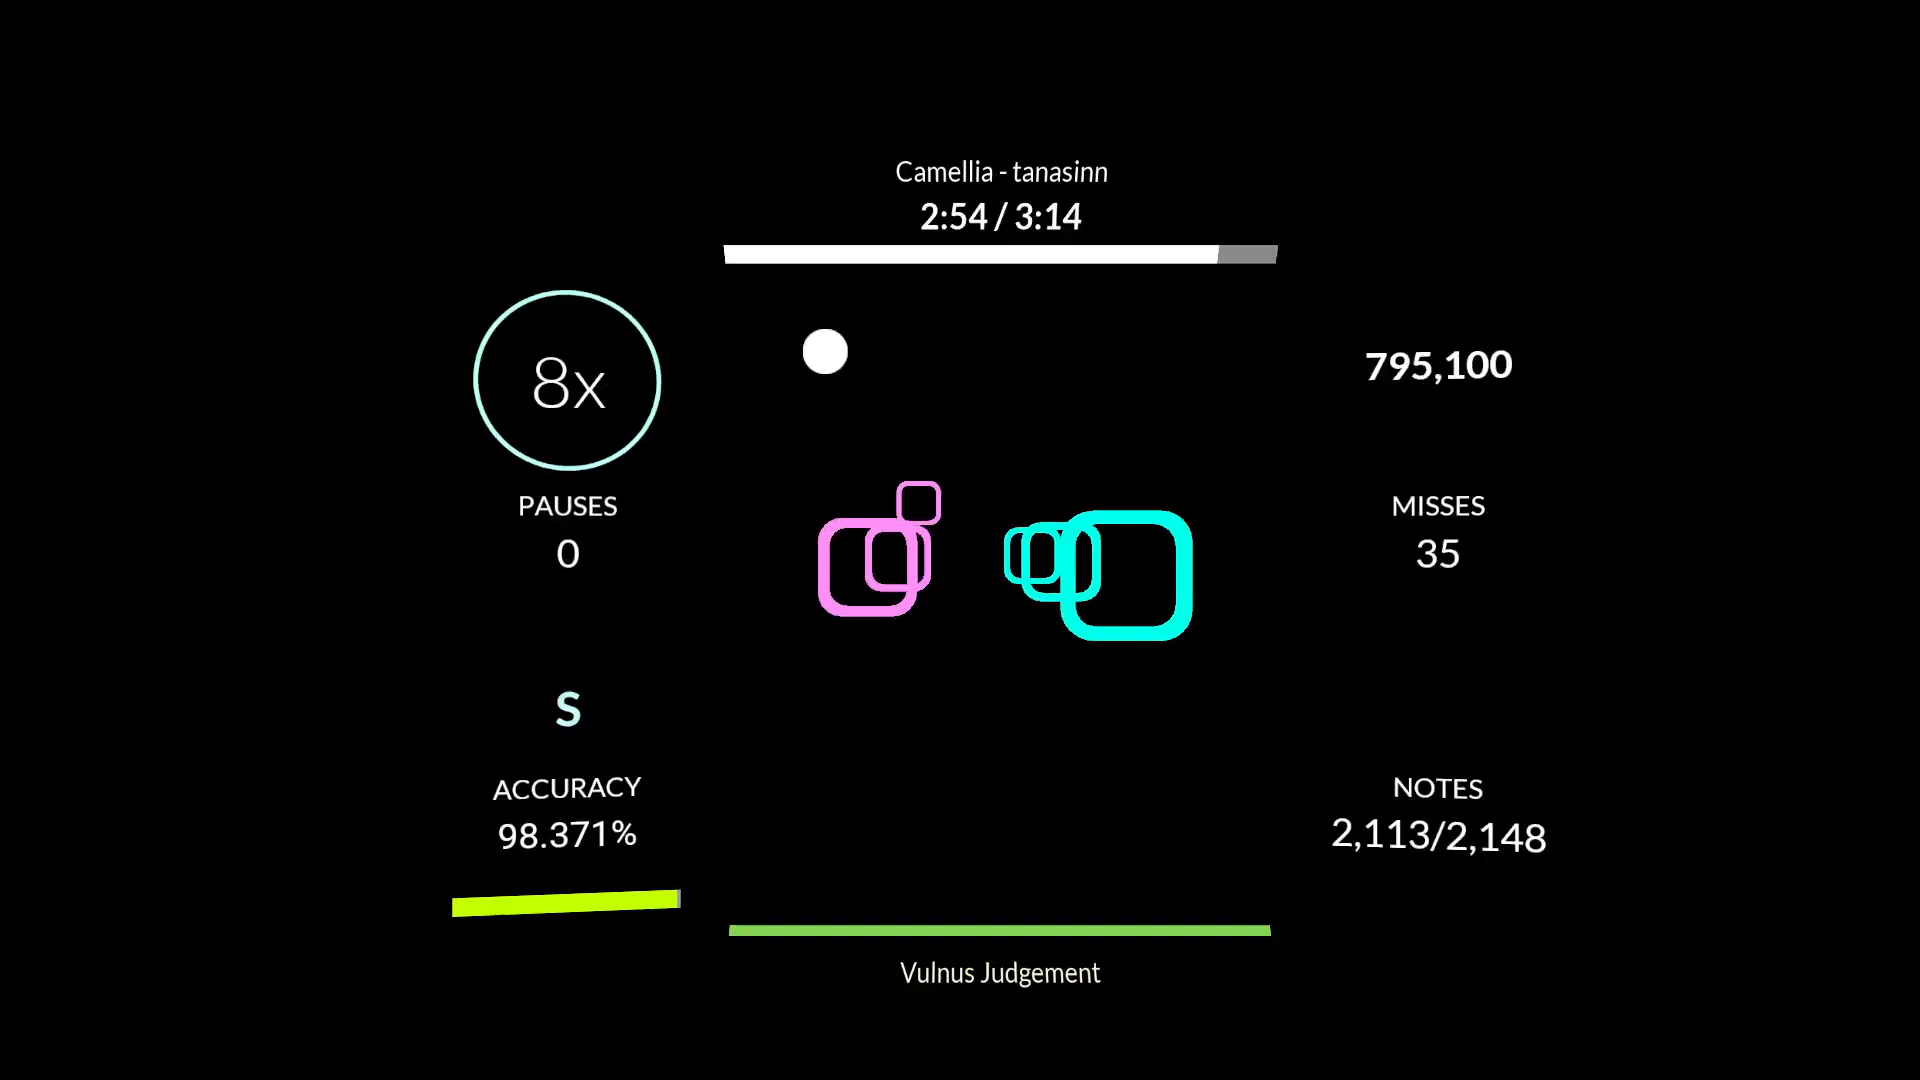 Camellia - tanasinn
2:54 / 3:14
8x
795,100
PAUSES
0
MISSES
35
S
ACCURACY
98.371%
NOTES
2,113/2,148
Vulnus Judgement